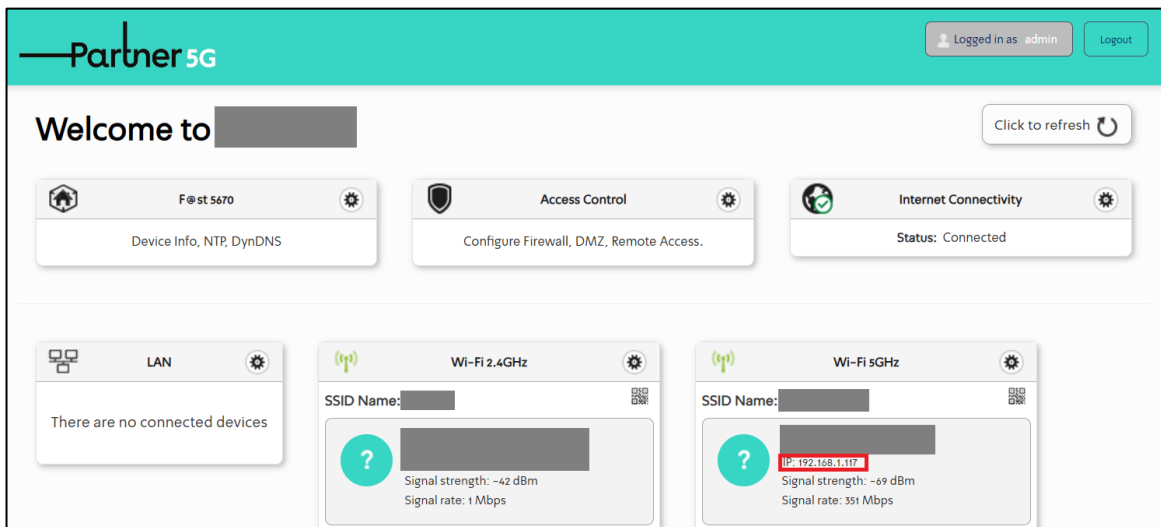 Partner 5G
Logged in as admin
Logout
Welcome to
Click to refresh
F@st 5670
Device Info, NTP, DynDNS
Access Control
Configure Firewall, DMZ, Remote Access.
Internet Connectivity
Status: Connected
LAN
There are no connected devices
Wi-Fi 2.4GHz
SSID Name:
?
Signal strength: -42 dBm
Signal rate: 1 Mbps
Wi-Fi 5GHz
SSID Name:
?
IP: 192.168.1.117
Signal strength: -69 dBm
Signal rate: 351 Mbps